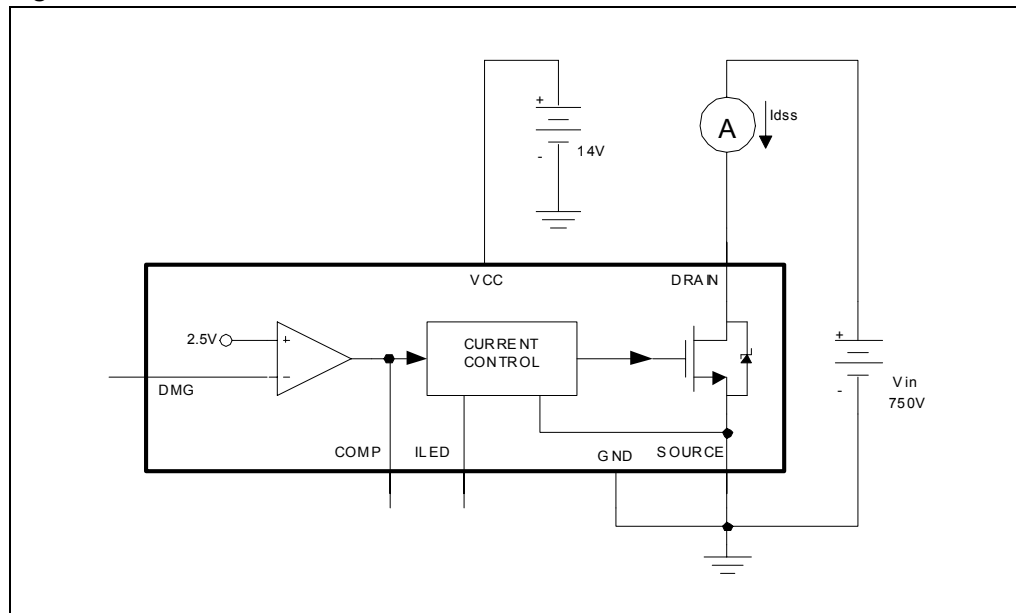 +
A
Idss
-
14V
VCC
DRAIN
2.5V
+
-
DMG
CURRENT
CONTROL
+
-
Vin
750V
COMP
ILED
GND
SOURCE